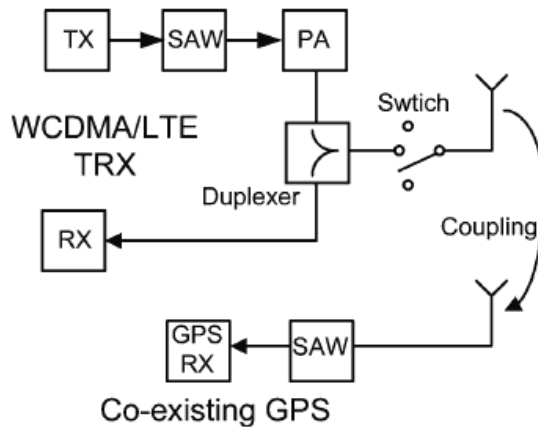 TX
SAW
PA
WCDMA/LTE
TRX
Swtich
Duplexer
RX
Coupling
GPS
RX
SAW
Co-existing GPS